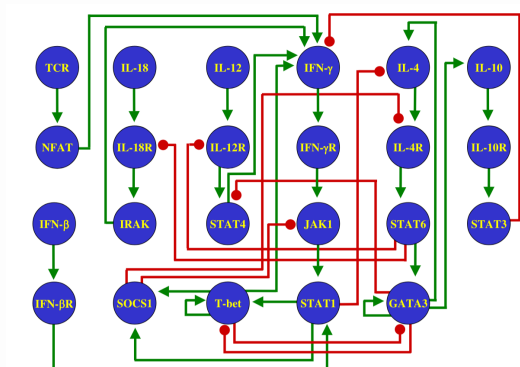 TCR IL-18 IL-12 IFN-γ IL-4 IL-10
NFAT IL-18R IL-12R IFN-γR IL-4R IL-10R
IFN-β IRAK STAT4 JAK1 STAT6 STAT3
IFN-βR SOCS1 T-bet STAT1 GATA3